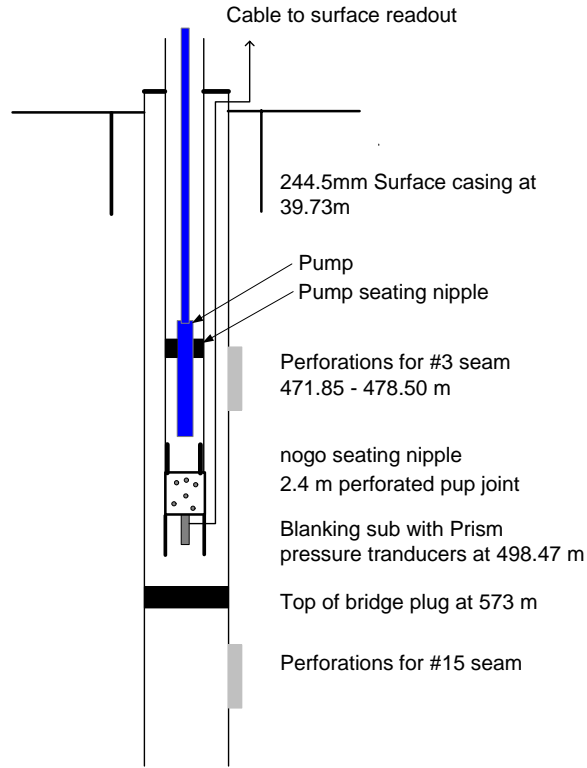 Cable to surface readout
244.5mm Surface casing at
39.73m
Pump
Pump seating nipple
Perforations for #3 seam
471.85 - 478.50 m
nogo seating nipple
2.4 m perforated pup joint
Blanking sub with Prism
pressure tranducers at 498.47 m
Top of bridge plug at 573 m
Perforations for #15 seam